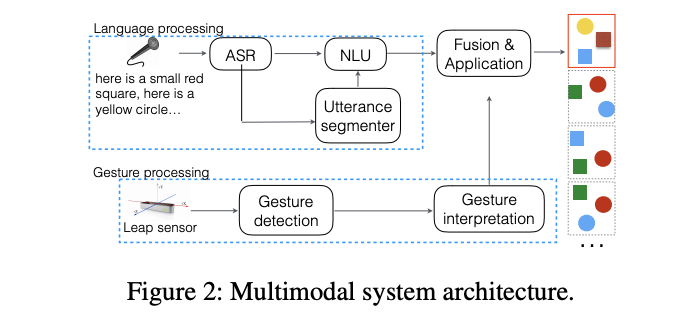 Language processing
ASR
NLU
Fusion &
Application
here is a small red
square, here is a
yellow circle…
Utterance
segmenter
Gesture processing
Leap sensor
Gesture
detection
Gesture
interpretation
...
Figure 2: Multimodal system architecture.